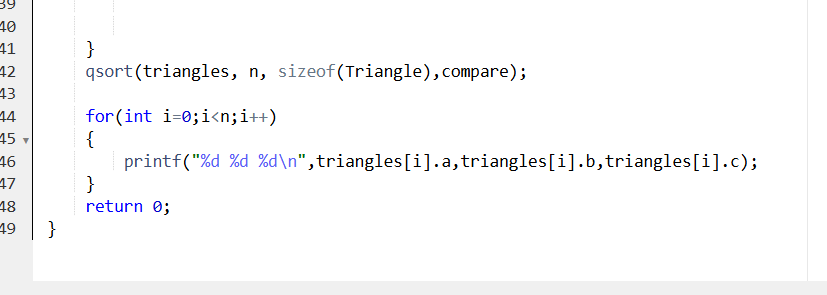 39
40
41 }
42 qsort(triangles, n, sizeof(Triangle),compare);
43
44 for(int i=0;i<n;i++)
45 {
46 printf("%d %d %d\n",triangles[i].a,triangles[i].b,triangles[i].c);
47 }
48 return 0;
49 }